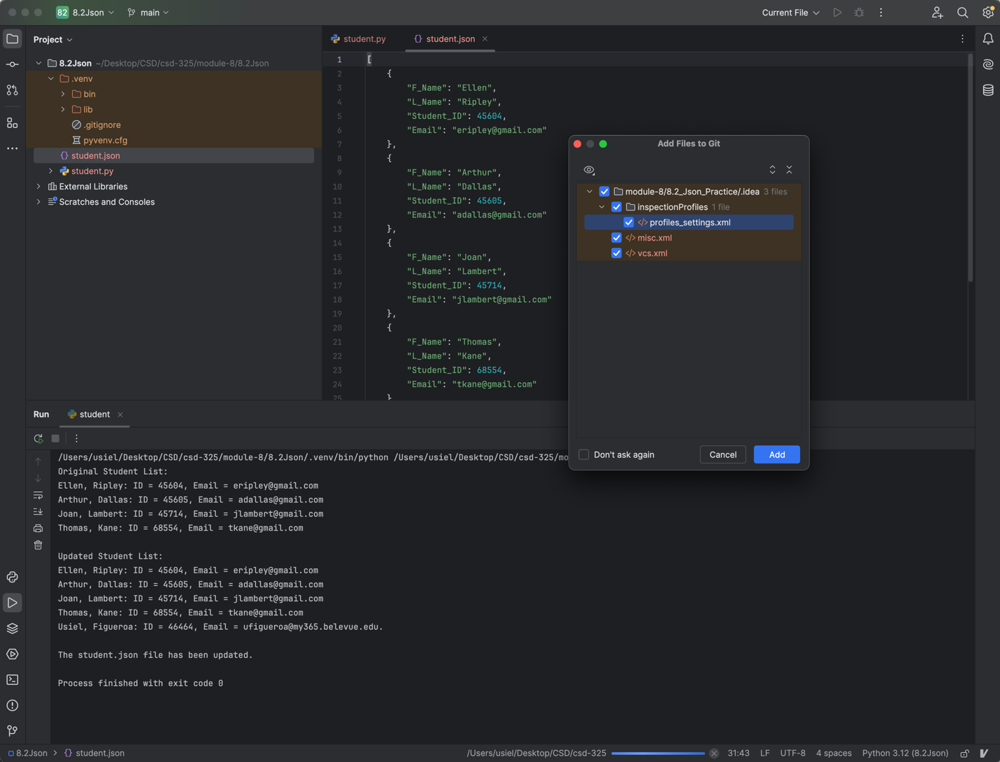 82 8.2Json main Current File
Project
8.2Json ~/Desktop/CSD/csd-325/module-8/8.2Json
.venv
bin
lib
.gitignore
pyvenv.cfg
student.json
student.py
External Libraries
Scratches and Consoles
student.py student.json
1 [
2 {
3 "F_Name": "Ellen",
4 "L_Name": "Ripley",
5 "Student_ID": 45604,
6 "Email": "eripley@gmail.com"
7 },
8 {
9 "F_Name": "Arthur",
10 "L_Name": "Dallas",
11 "Student_ID": 45605,
12 "Email": "adallas@gmail.com"
13 },
14 {
15 "F_Name": "Joan",
16 "L_Name": "Lambert",
17 "Student_ID": 45714,
18 "Email": "jlambert@gmail.com"
19 },
20 {
21 "F_Name": "Thomas",
22 "L_Name": "Kane",
23 "Student_ID": 68554,
24 "Email": "tkane@gmail.com"
25 }
Add Files to Git
module-8/8.2_Json_Practice/.idea 3 files
inspectionProfiles 1 file
</> profiles_settings.xml
</> misc.xml
</> vcs.xml
Don't ask again Cancel Add
Run student
/Users/usiel/Desktop/CSD/csd-325/module-8/8.2Json/.venv/bin/python /Users/usiel/Desktop/CSD/csd-325/mo
Original Student List:
Ellen, Ripley: ID = 45604, Email = eripley@gmail.com
Arthur, Dallas: ID = 45605, Email = adallas@gmail.com
Joan, Lambert: ID = 45714, Email = jlambert@gmail.com
Thomas, Kane: ID = 68554, Email = tkane@gmail.com
Updated Student List:
Ellen, Ripley: ID = 45604, Email = eripley@gmail.com
Arthur, Dallas: ID = 45605, Email = adallas@gmail.com
Joan, Lambert: ID = 45714, Email = jlambert@gmail.com
Thomas, Kane: ID = 68554, Email = tkane@gmail.com
Usiel, Figueroa: ID = 46464, Email = ufigueroa@my365.belevue.edu.
The student.json file has been updated.
Process finished with exit code 0
8.2Json > student.json /Users/usiel/Desktop/CSD/csd-325 31:43 LF UTF-8 4 spaces Python 3.12 (8.2Json)